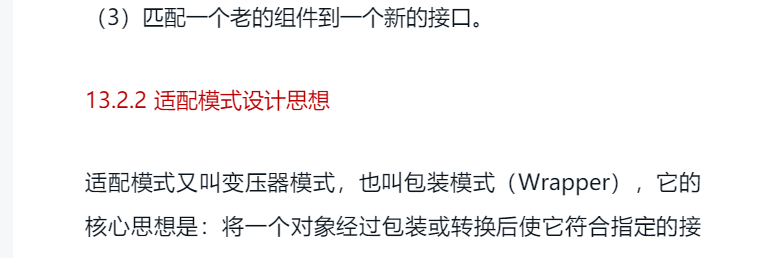 （3）匹配一个老的组件到一个新的接口。
13.2.2 适配模式设计思想
适配模式又叫变压器模式，也叫包装模式（Wrapper），它的
核心思想是：将一个对象经过包装或转换后使它符合指定的接